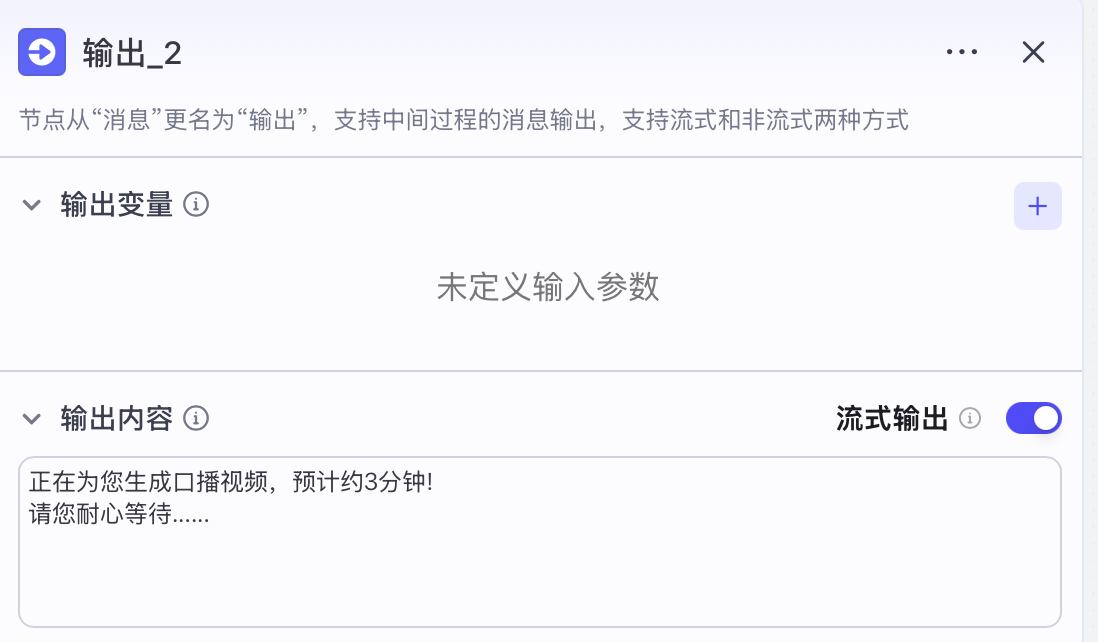 输出_2
节点从“消息”更名为“输出”，支持中间过程的消息输出，支持流式和非流式两种方式
输出变量
未定义输入参数
输出内容 流式输出
正在为您生成口播视频，预计约3分钟!
请您耐心等待......